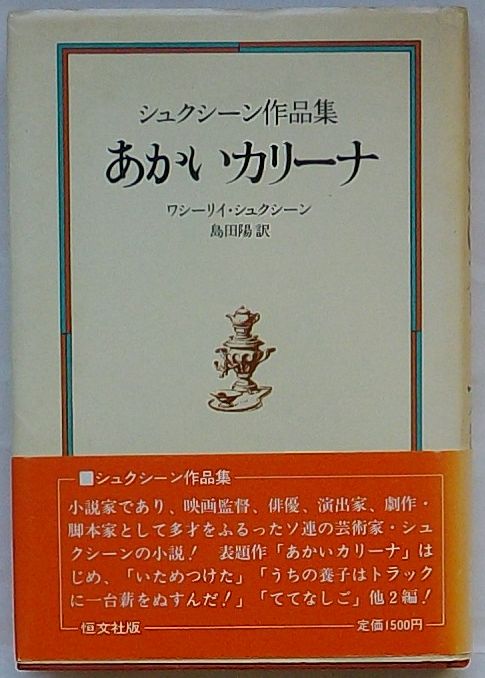 シュクシーン作品集
あかいカリーナ
ワシーリイ・シュクシーン
島田陽訳
■シュクシーン作品集
小説家であり、映画監督、俳優、演出家、劇作・
脚本家として多才をふるったソ連の芸術家・シュ
クシーンの小説! 表題作「あかいカリーナ」は
じめ、「いためつけた」「うちの養子はトラック
に一台薪をぬすんだ!」「ててなしご」他2編!
恒文社版
定価1500円